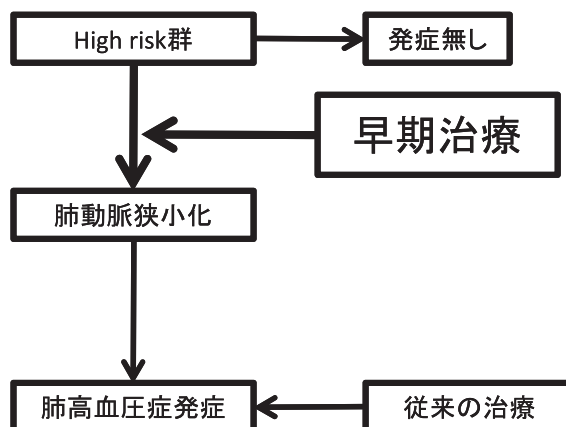 High risk群
発症無し
早期治療
肺動脈狭小化
肺高血圧症発症
従来の治療